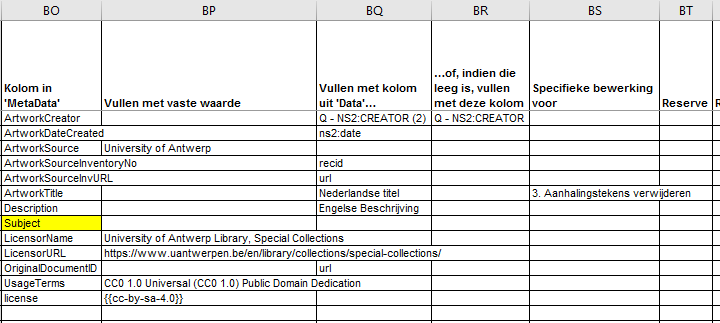 BO BP BQ BR BS BT
Kolom in 'MetaData' Vullen met vaste waarde Vullen met kolom uit 'Data'... ...of, indien die leeg is, vullen met deze kolom Specifieke bewerking voor Reserve R
ArtworkCreator Q - NS2:CREATOR (2) Q - NS2:CREATOR
ArtworkDateCreated ns2:date
ArtworkSource University of Antwerp
ArtworkSourceInventoryNo recid
ArtworkSourceInvURL url
ArtworkTitle Nederlandse titel 3. Aanhalingstekens verwijderen
Description Engelse Beschrijving
Subject
LicensorName University of Antwerp Library, Special Collections
LicensorURL https://www.uantwerpen.be/en/library/collections/special-collections/
OriginalDocumentID url
UsageTerms CC0 1.0 Universal (CC0 1.0) Public Domain Dedication
license {{cc-by-sa-4.0}}